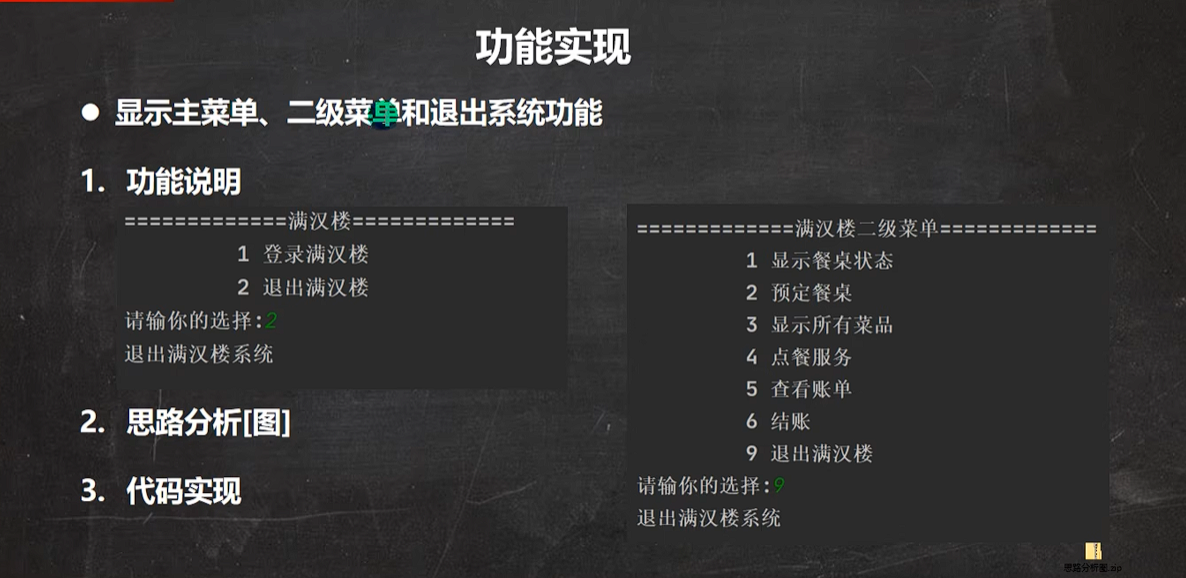 功能实现
● 显示主菜单、二级菜单和退出系统功能
1. 功能说明
=============满汉楼=============
1 登录满汉楼
2 退出满汉楼
请输你的选择:2
退出满汉楼系统
=============满汉楼二级菜单=============
1 显示餐桌状态
2 预定餐桌
3 显示所有菜品
4 点餐服务
5 查看账单
6 结账
9 退出满汉楼
请输你的选择:9
退出满汉楼系统
2. 思路分析[图]
3. 代码实现
思路分析图.zip